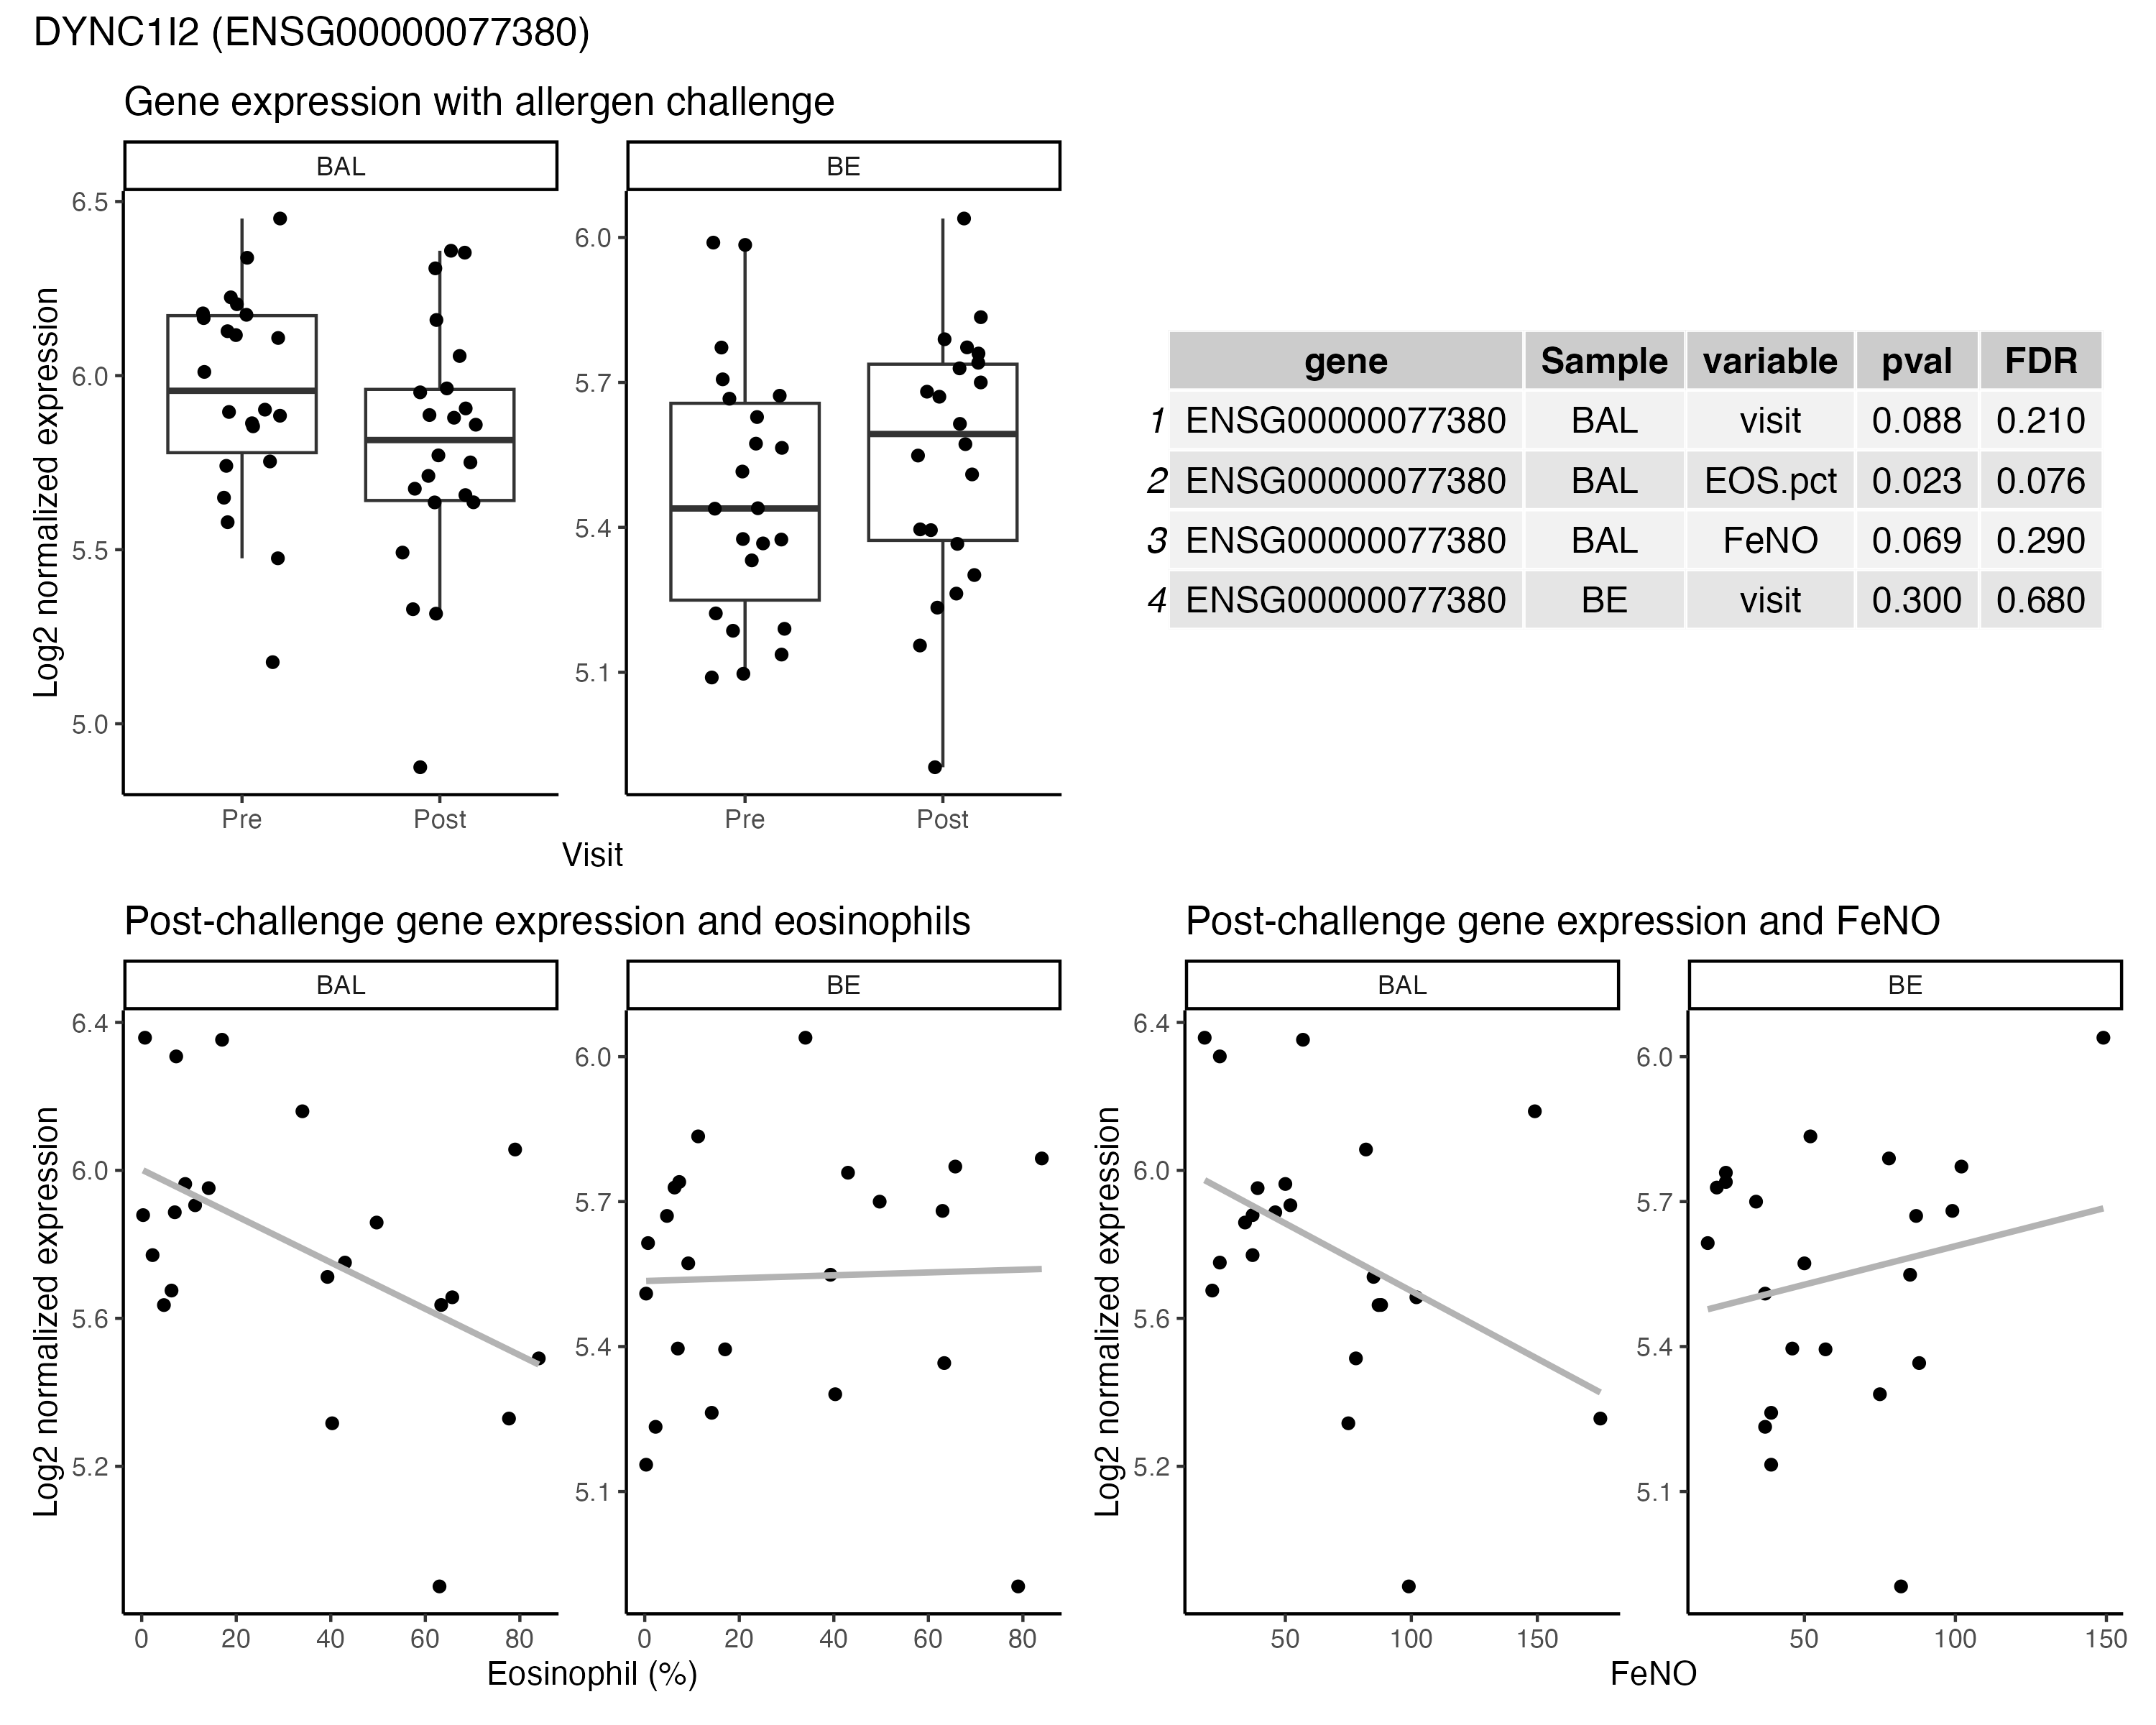 DYNC1I2 (ENSG00000077380)
Gene expression with allergen challenge
BAL
BE
Log2 normalized expression
6.5
6.0
5.5
5.0
6.0
5.7
5.4
5.1
Pre
Post
Pre
Post
Visit
gene Sample variable pval FDR
1 ENSG00000077380 BAL visit 0.088 0.210
2 ENSG00000077380 BAL EOS.pct 0.023 0.076
3 ENSG00000077380 BAL FeNO 0.069 0.290
4 ENSG00000077380 BE visit 0.300 0.680
Post-challenge gene expression and eosinophils
BAL
BE
Log2 normalized expression
6.4
6.0
5.6
5.2
6.0
5.7
5.4
5.1
0 20 40 60 80
0 20 40 60 80
Eosinophil (%)
Post-challenge gene expression and FeNO
BAL
BE
Log2 normalized expression
6.4
6.0
5.6
5.2
6.0
5.7
5.4
5.1
50 100 150
50 100 150
FeNO